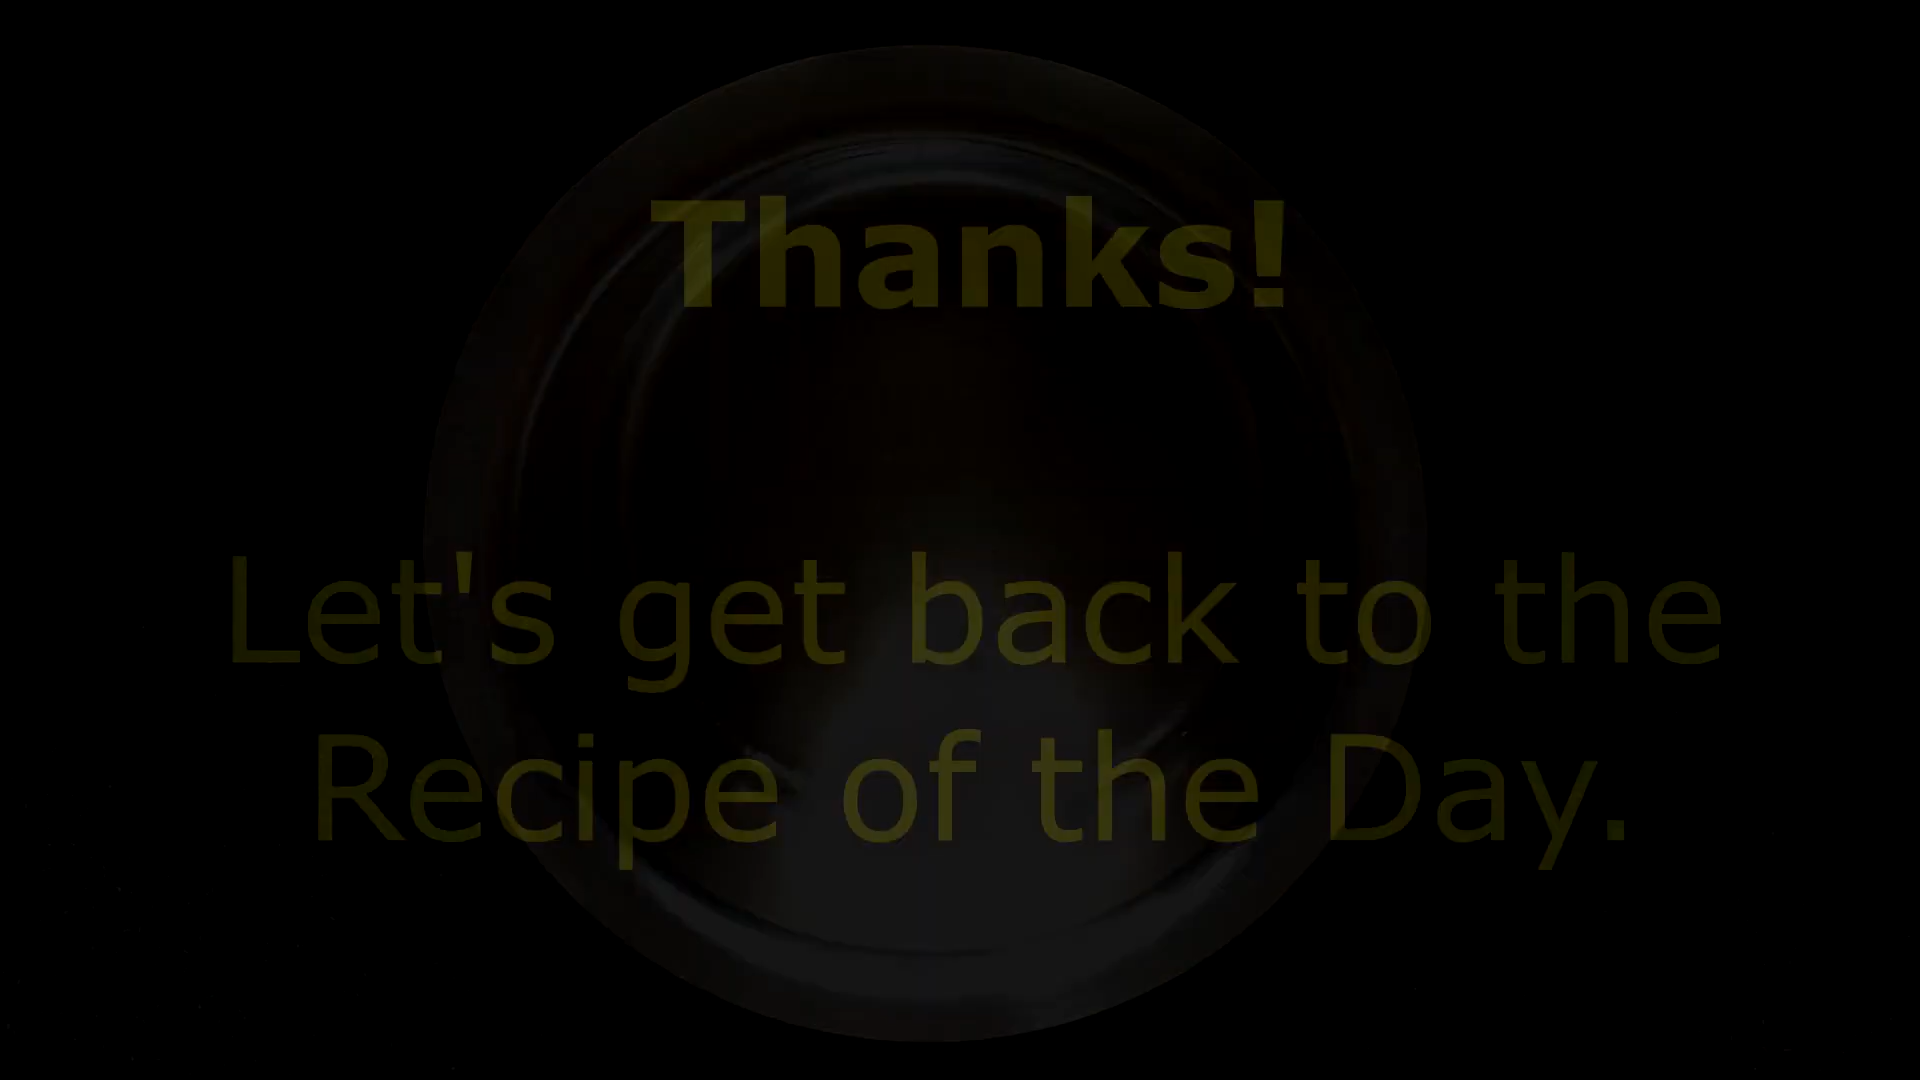 Thanks!
Let's get back to the
Recipe of the Day.